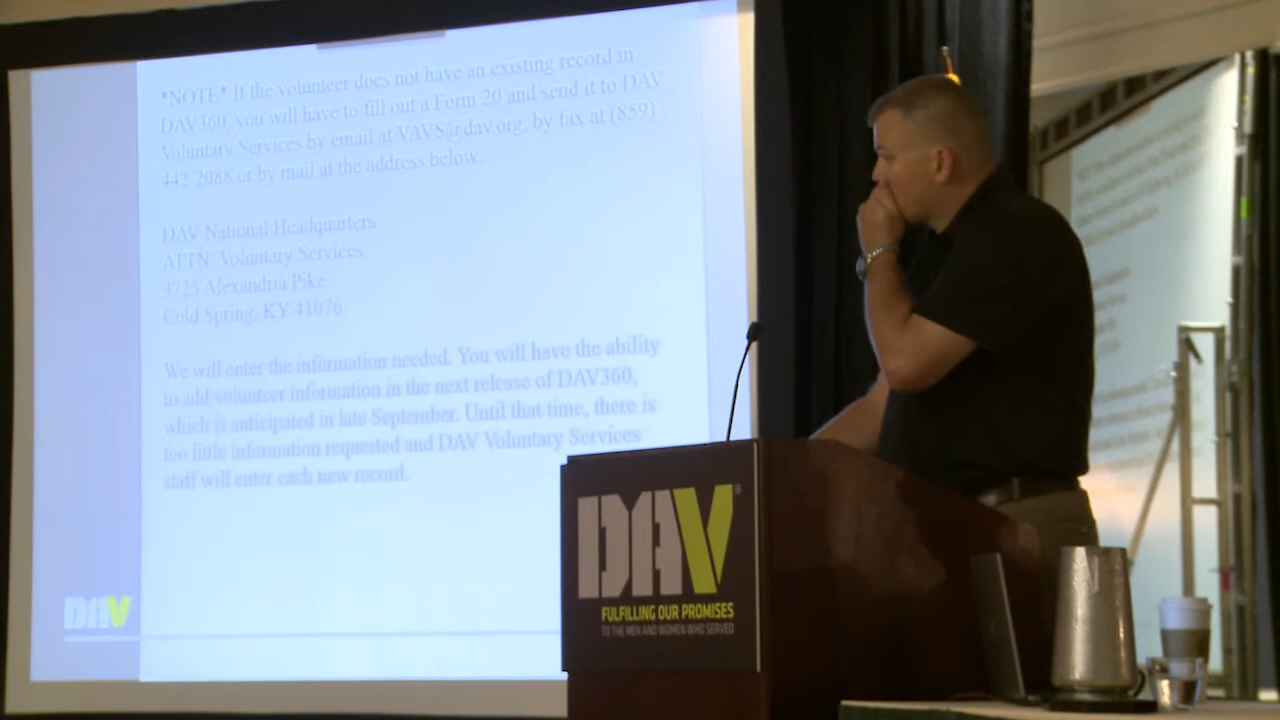 *NOTE* If the volunteer does not have an existing record in
DAV360, you will have to fill out a Form 20 and send it to DAV
Voluntary Services by email at VAVS@dav.org, by fax at (859)
442-2088 or by mail at the address below:
DAV National Headquarters
ATTN: Voluntary Services
3725 Alexandria Pike
Cold Spring, KY 41076
We will enter the information needed. You will have the ability
to add volunteer information in the next release of DAV360,
which is anticipated in late September. Until that time, there is
too little information requested and DAV Voluntary Services
staff will enter each new record.
DAV
DAV®
FULFILLING OUR PROMISES
TO THE MEN AND WOMEN WHO SERVED